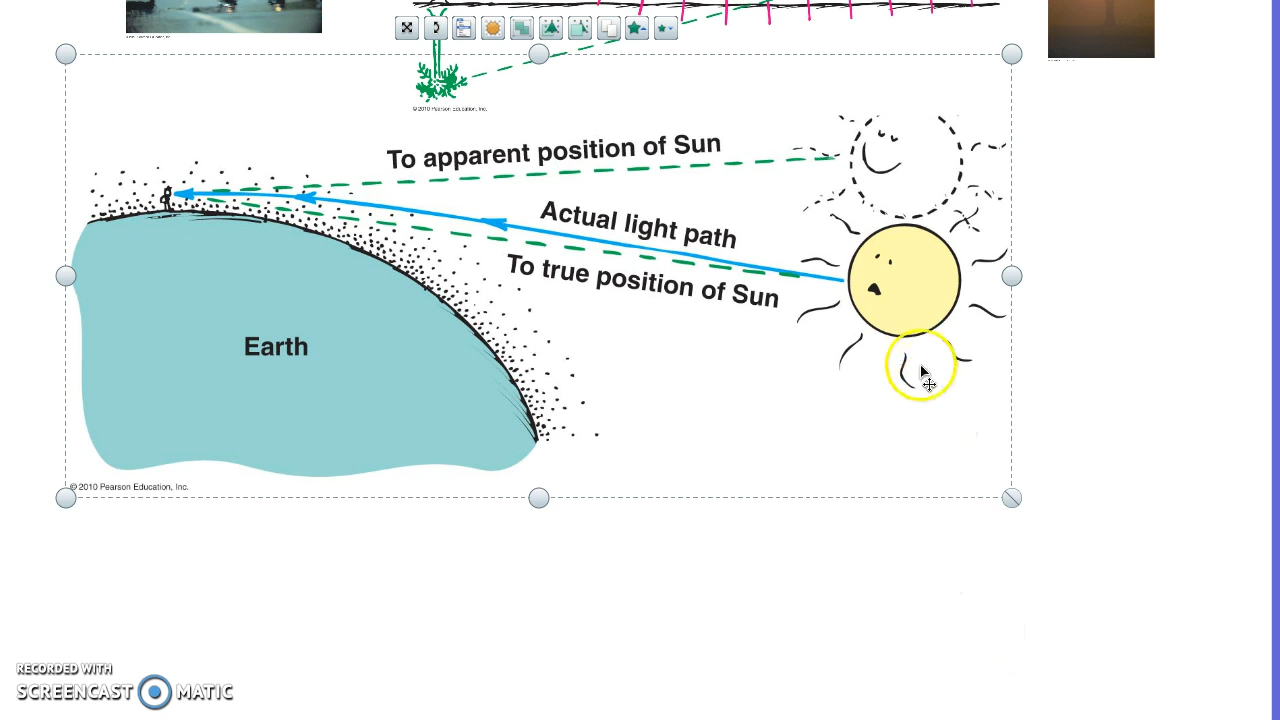 © 2010 Pearson Education, Inc.
To apparent position of Sun
Actual light path
To true position of Sun
Earth
© 2010 Pearson Education, Inc.
RECORDED WITH
SCREENCAST MATIC